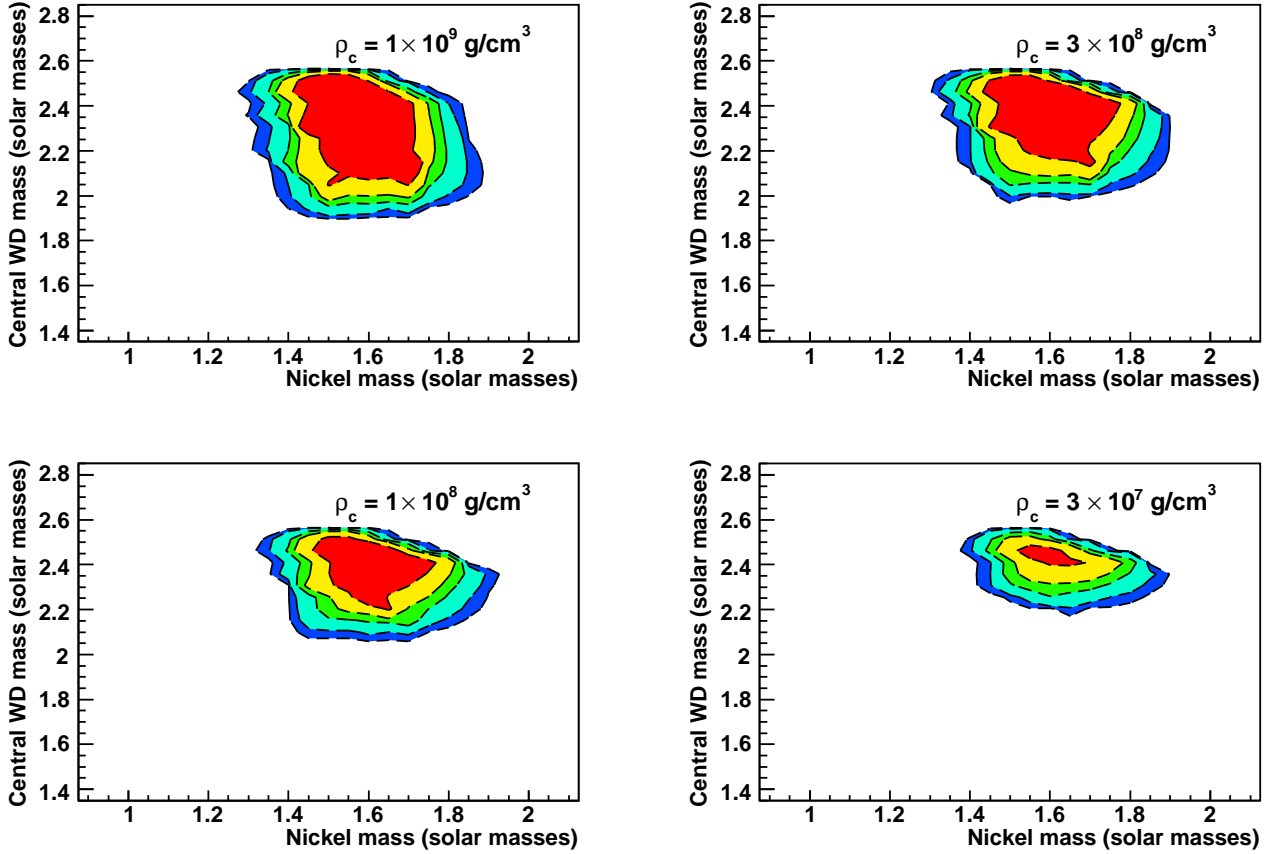 ρc = 1 × 10⁹ g/cm³
Central WD mass (solar masses)
2.8
2.6
2.4
2.2
2
1.8
1.6
1.4
1 1.2 1.4 1.6 1.8 2
Nickel mass (solar masses)
ρc = 3 × 10⁸ g/cm³
Central WD mass (solar masses)
2.8
2.6
2.4
2.2
2
1.8
1.6
1.4
1 1.2 1.4 1.6 1.8 2
Nickel mass (solar masses)
ρc = 1 × 10⁸ g/cm³
Central WD mass (solar masses)
2.8
2.6
2.4
2.2
2
1.8
1.6
1.4
1 1.2 1.4 1.6 1.8 2
Nickel mass (solar masses)
ρc = 3 × 10⁷ g/cm³
Central WD mass (solar masses)
2.8
2.6
2.4
2.2
2
1.8
1.6
1.4
1 1.2 1.4 1.6 1.8 2
Nickel mass (solar masses)